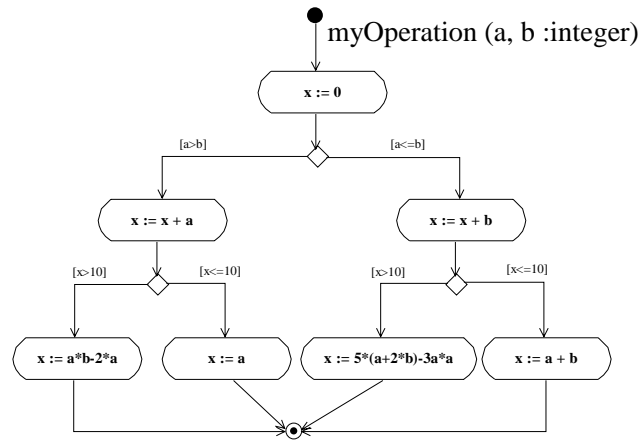 myOperation (a, b :integer)
x := 0
[a>b]
[a<=b]
x := x + a
x := x + b
[x>10]
[x<=10]
[x>10]
[x<=10]
x := a*b-2*a
x := a
x := 5*(a+2*b)-3a*a
x := a + b